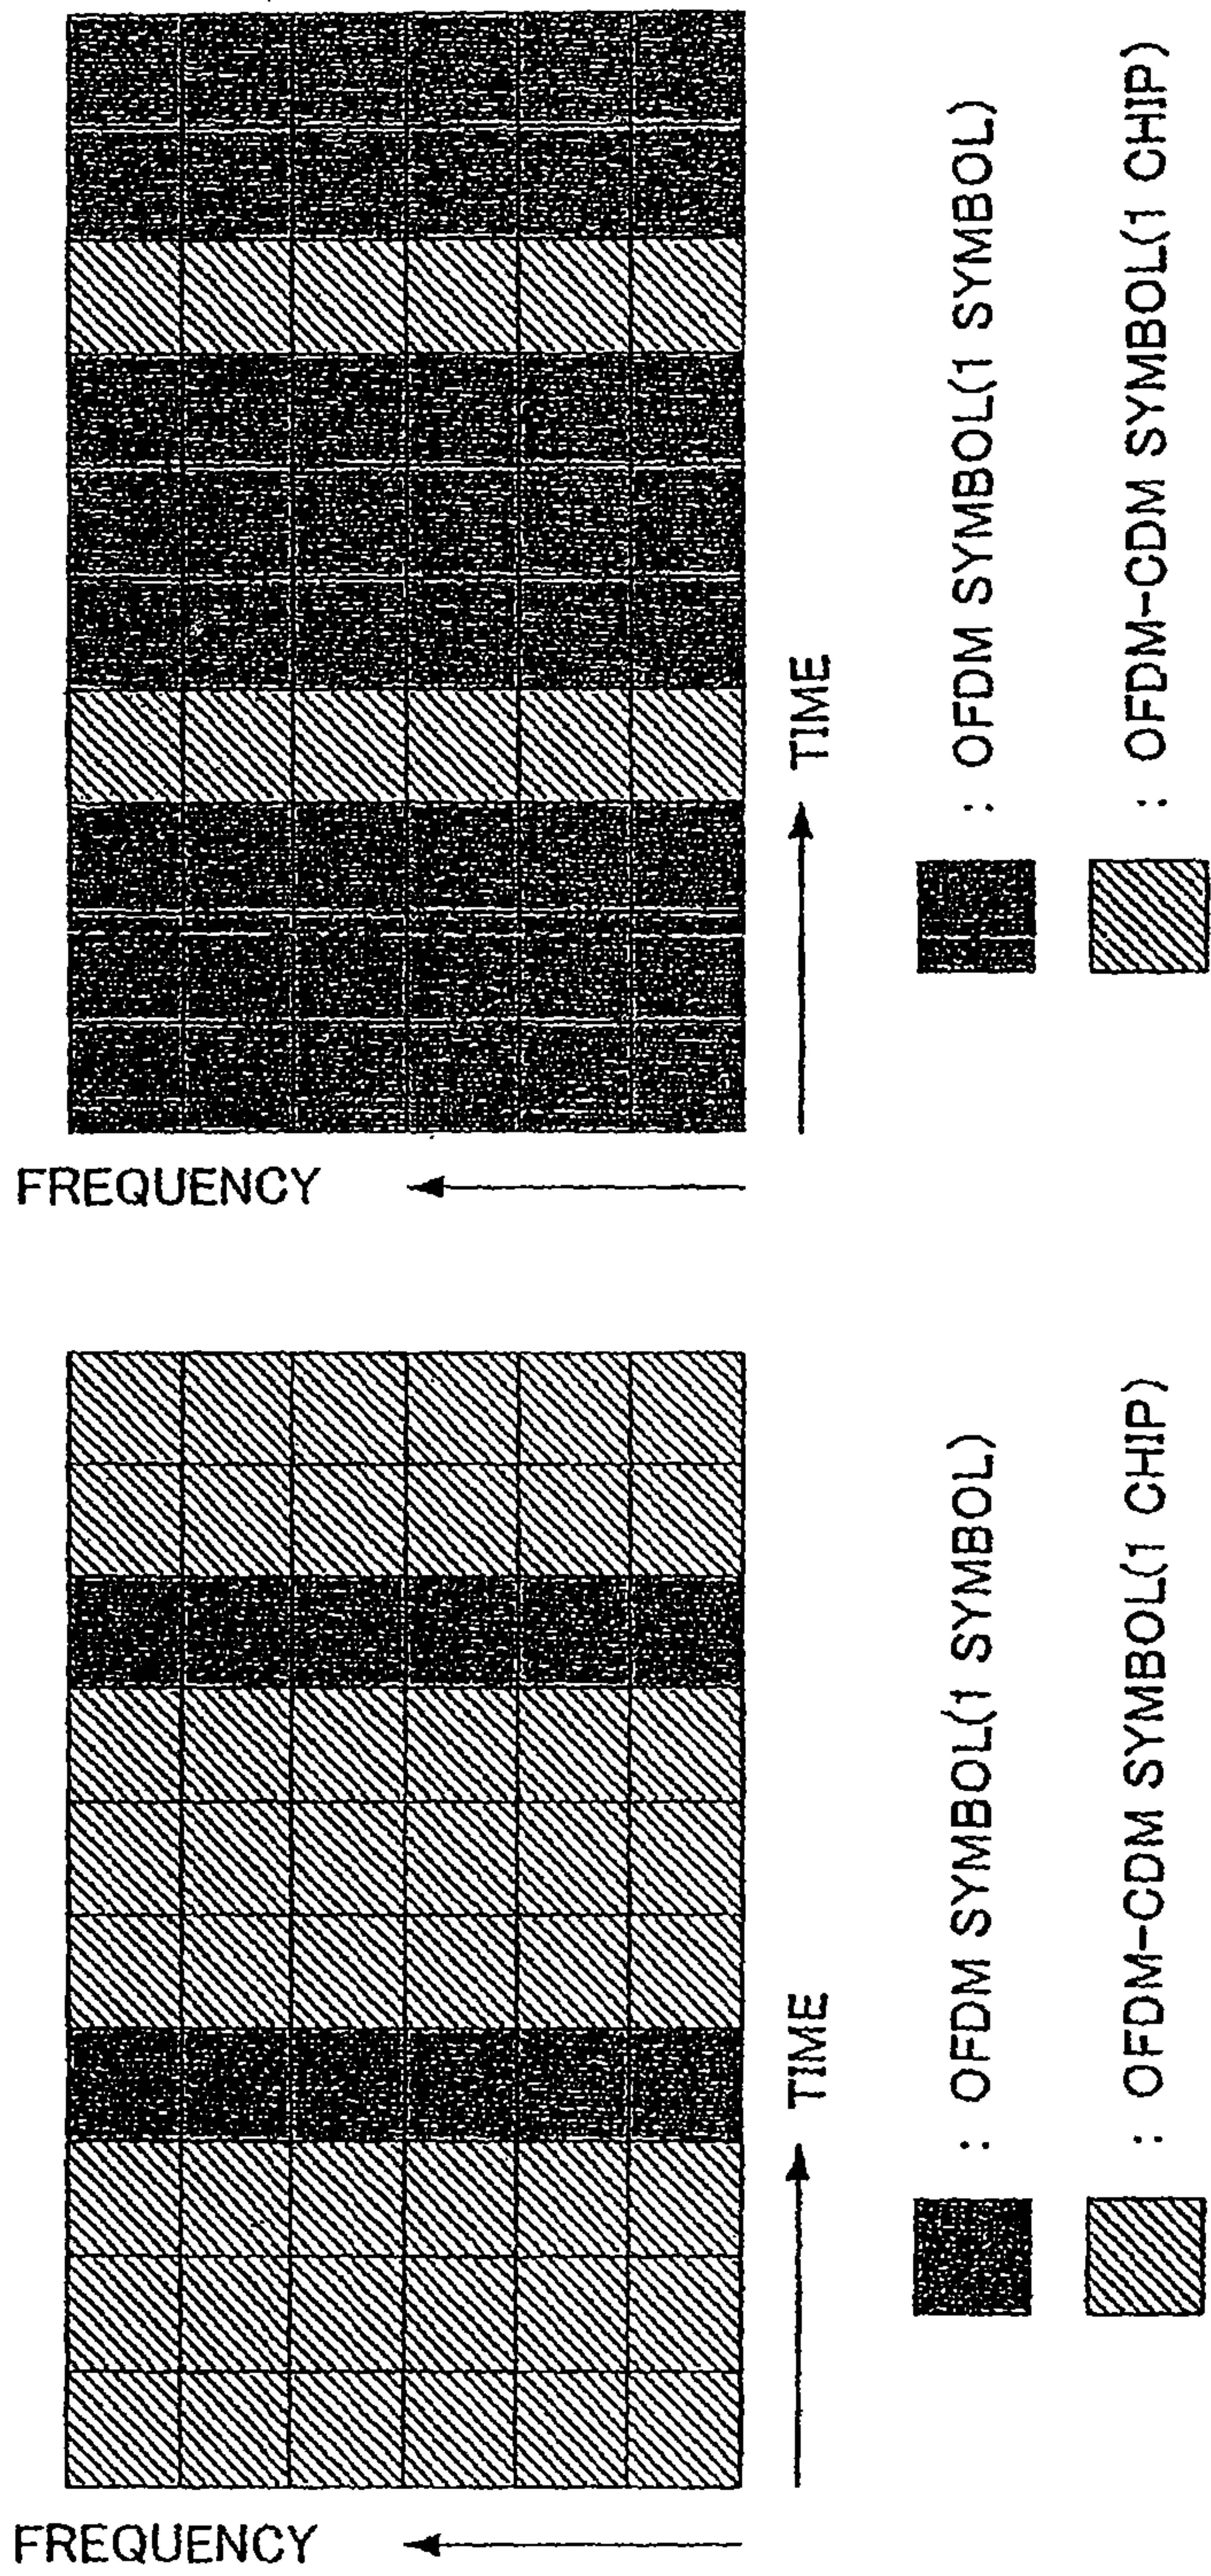 FREQUENCY
TIME
: OFDM SYMBOL(1 SYMBOL)
: OFDM-CDM SYMBOL(1 CHIP)
FREQUENCY
TIME
: OFDM SYMBOL(1 SYMBOL)
: OFDM-CDM SYMBOL(1 CHIP)